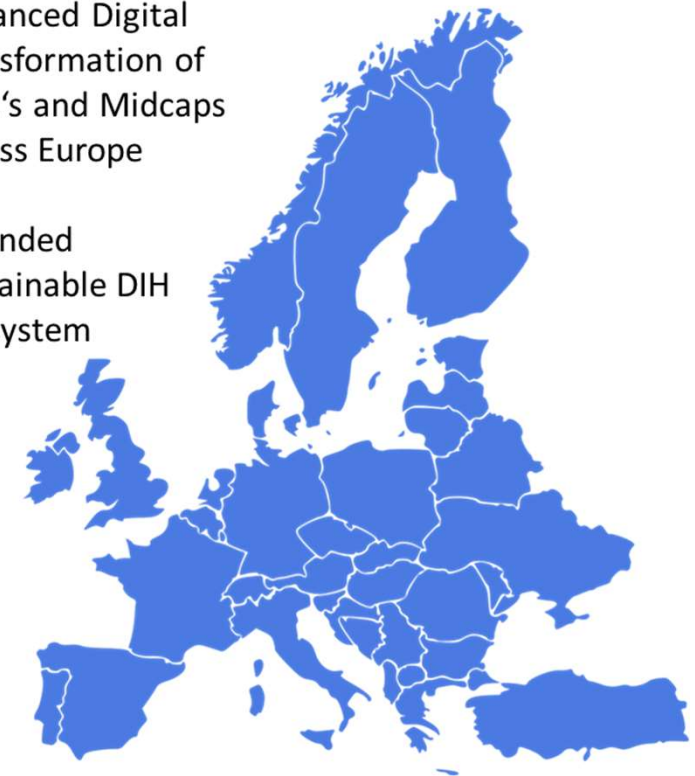 anced Digital
sformation of
‘s and Midcaps
ss Europe
nded
ainable DIH
ystem